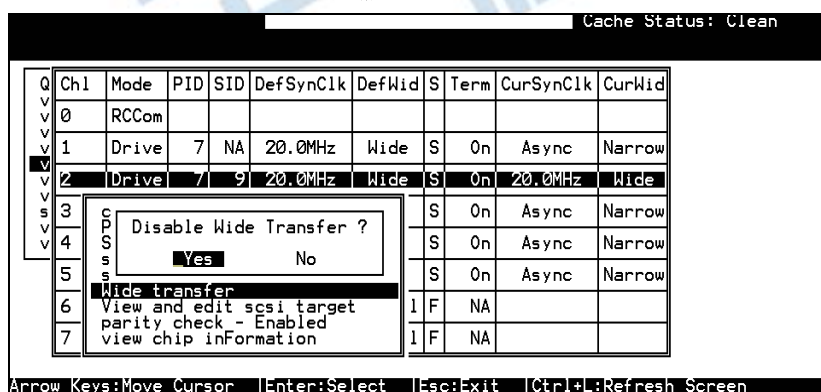 Cache Status: Clean
Q Chl Mode PID SID DefSynClk DefWid S Term CurSynClk CurWid
v
v 0 RCCom
v
v 1 Drive 7 NA 20.0MHz Wide S On Async Narrow
v
v 2 Drive 7 9 20.0MHz Wide S On 20.0MHz Wide
v
s 3 c S On Async Narrow
P Disable Wide Transfer ?
v 4 S S On Async Narrow
v
s Yes No
5 s S On Async Narrow
Wide transfer
6 View and edit scsi target l F NA
parity check - Enabled
7 view chip inFormation l F NA
Arrow Keys:Move Cursor |Enter:Select |Esc:Exit |Ctrl+L:Refresh Screen